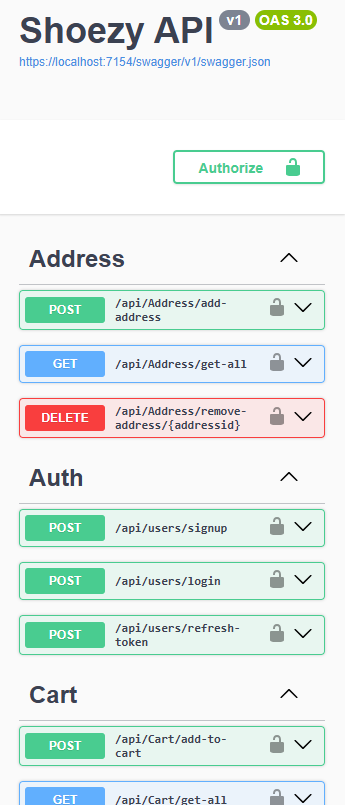 Shoezy API v1 OAS 3.0
https://localhost:7154/swagger/v1/swagger.json
Authorize
Address
POST /api/Address/add-
address
GET /api/Address/get-all
DELETE /api/Address/remove-
address/{addressid}
Auth
POST /api/users/signup
POST /api/users/login
POST /api/users/refresh-
token
Cart
POST /api/Cart/add-to-
cart
GET /api/Cart/get-all